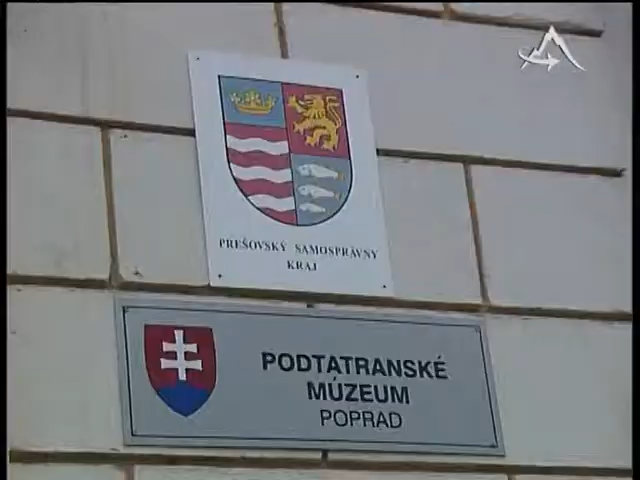 PREŠOVSKÝ SAMOSPRÁVNY
KRAJ
PODTATRANSKÉ
MÚZEUM
POPRAD